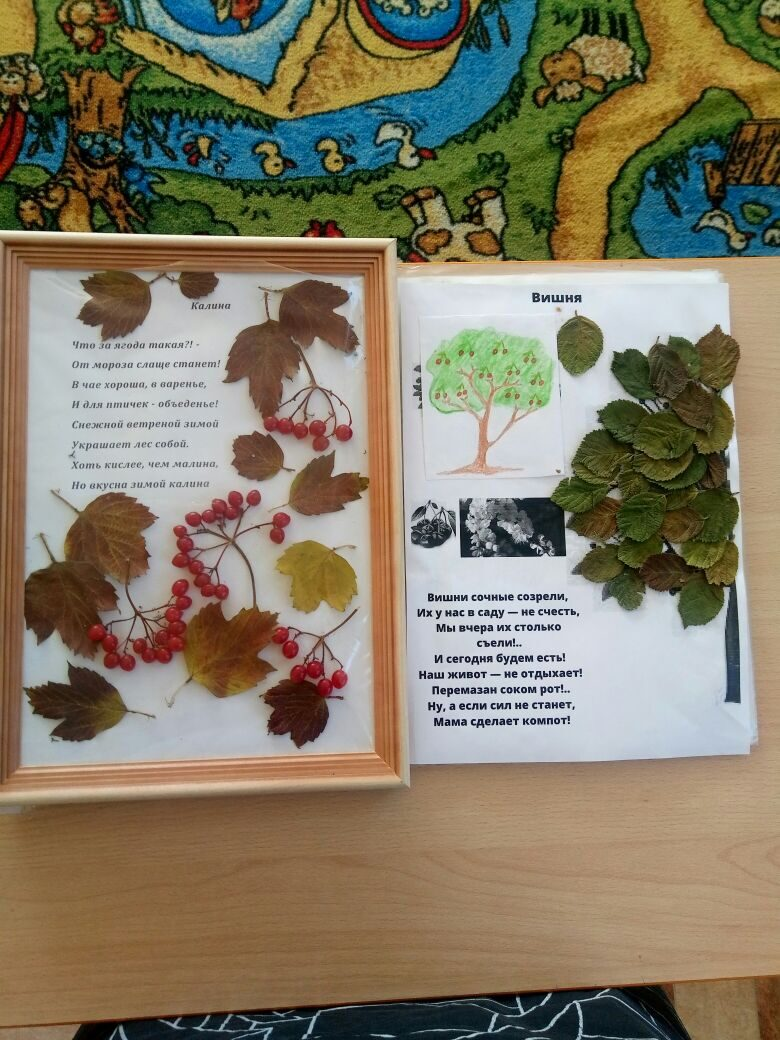 Калина
Что за ягода такая?! -
От мороза слаще станет!
В чае хороша, в варенье,
И для птичек - объеденье!
Снежной ветреной зимой
Украшает лес собой.
Хоть кислее, чем малина,
Но вкусна зимой калина
Вишня
Вишни сочные созрели,
Их у нас в саду — не счесть,
Мы вчера их столько
съели!..
И сегодня будем есть!
Наш живот — не отдыхает!
Перемазан соком рот!..
Ну, а если сил не станет,
Мама сделает компот!